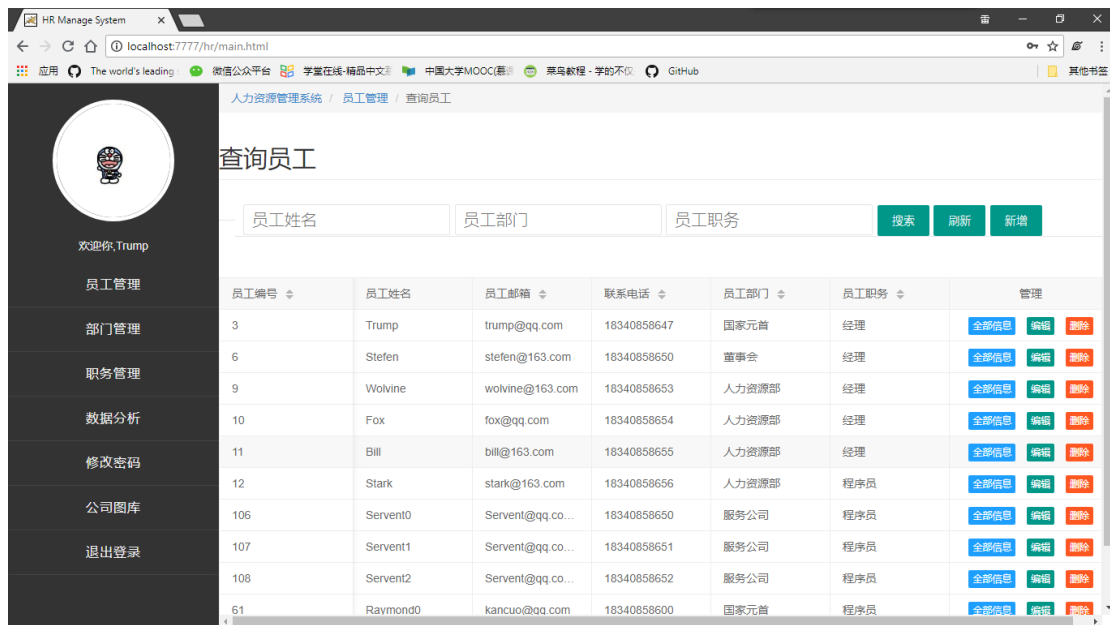 HR Manage System
localhost:7777/hr/main.html
应用 The world's leading 微信公众平台 学堂在线-精品中文 中国大学MOOC(慕 菜鸟教程 - 学的不仅 GitHub 其他书签
人力资源管理系统 / 员工管理 / 查询员工
查询员工
员工姓名 员工部门 员工职务 搜索 刷新 新增
欢迎你,Trump
员工管理
部门管理
职务管理
数据分析
修改密码
公司图库
退出登录
员工编号 员工姓名 员工邮箱 联系电话 员工部门 员工职务 管理
3 Trump trump@qq.com 18340858647 国家元首 经理 全部信息 编辑 删除
6 Stefen stefen@163.com 18340858650 董事会 经理 全部信息 编辑 删除
9 Wolvine wolvine@163.com 18340858653 人力资源部 经理 全部信息 编辑 删除
10 Fox fox@qq.com 18340858654 人力资源部 经理 全部信息 编辑 删除
11 Bill bill@163.com 18340858655 人力资源部 经理 全部信息 编辑 删除
12 Stark stark@163.com 18340858656 人力资源部 程序员 全部信息 编辑 删除
106 Servent0 Servent@qq.co... 18340858650 服务公司 程序员 全部信息 编辑 删除
107 Servent1 Servent@qq.co... 18340858651 服务公司 程序员 全部信息 编辑 删除
108 Servent2 Servent@qq.co... 18340858652 服务公司 程序员 全部信息 编辑 删除
61 Raymond0 kancuo@qq.com 18340858600 国家元首 程序员 全部信息 编辑 删除